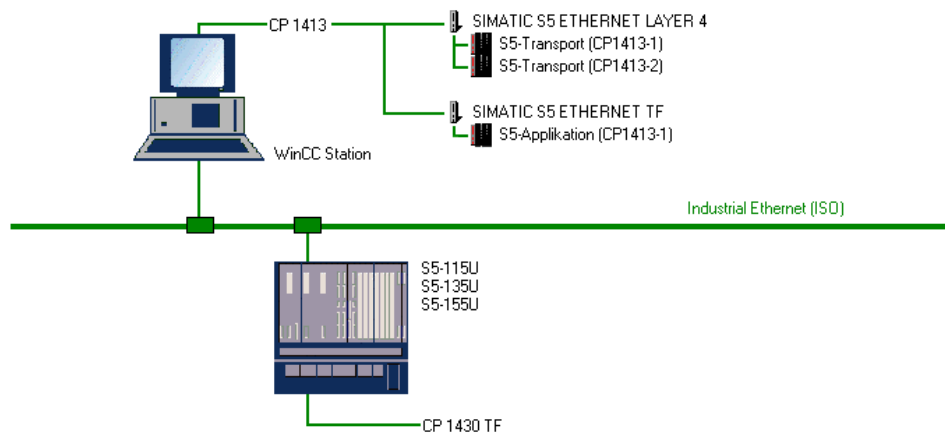 CP 1413
SIMATIC S5 ETHERNET LAYER 4
S5-Transport (CP1413-1)
S5-Transport (CP1413-2)
SIMATIC S5 ETHERNET TF
S5-Applikation (CP1413-1)
WinCC Station
Industrial Ethernet (ISO)
S5-115U
S5-135U
S5-155U
CP 1430 TF